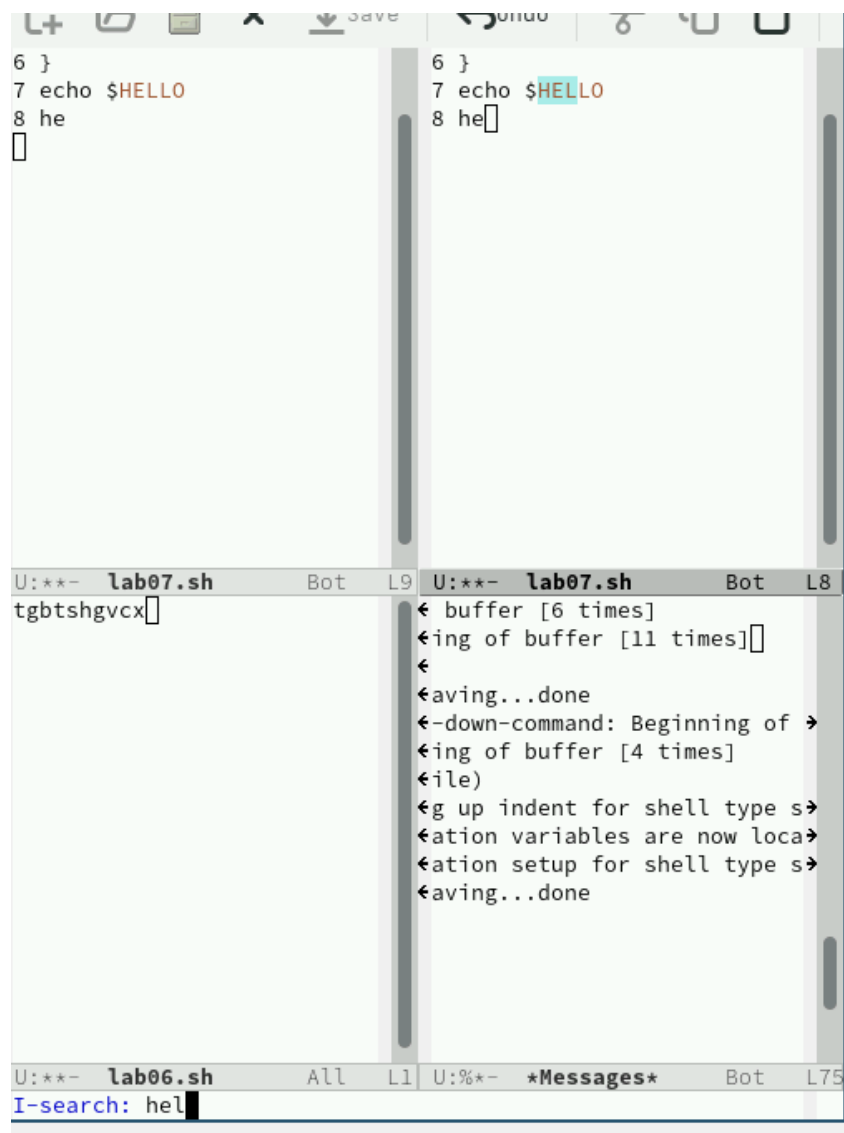 Save Undo
6 }
7 echo $HELLO
8 he
U:**- lab07.sh Bot L9
6 }
7 echo $HELLO
8 he
U:**- lab07.sh Bot L8
tgbtshgvcx
U:**- lab06.sh All L1
buffer [6 times]
ing of buffer [11 times]
aving...done
-down-command: Beginning of
ing of buffer [4 times]
ile)
g up indent for shell type s
ation variables are now loca
ation setup for shell type s
aving...done
U:%*- *Messages* Bot L75
I-search: hel